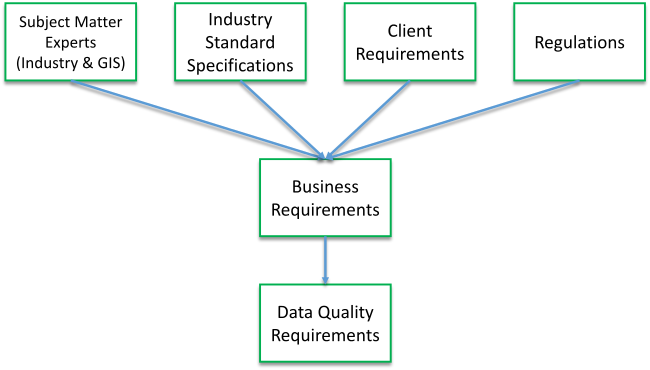 Subject Matter
Experts
(Industry & GIS)
Industry
Standard
Specifications
Client
Requirements
Regulations
Business
Requirements
Data Quality
Requirements